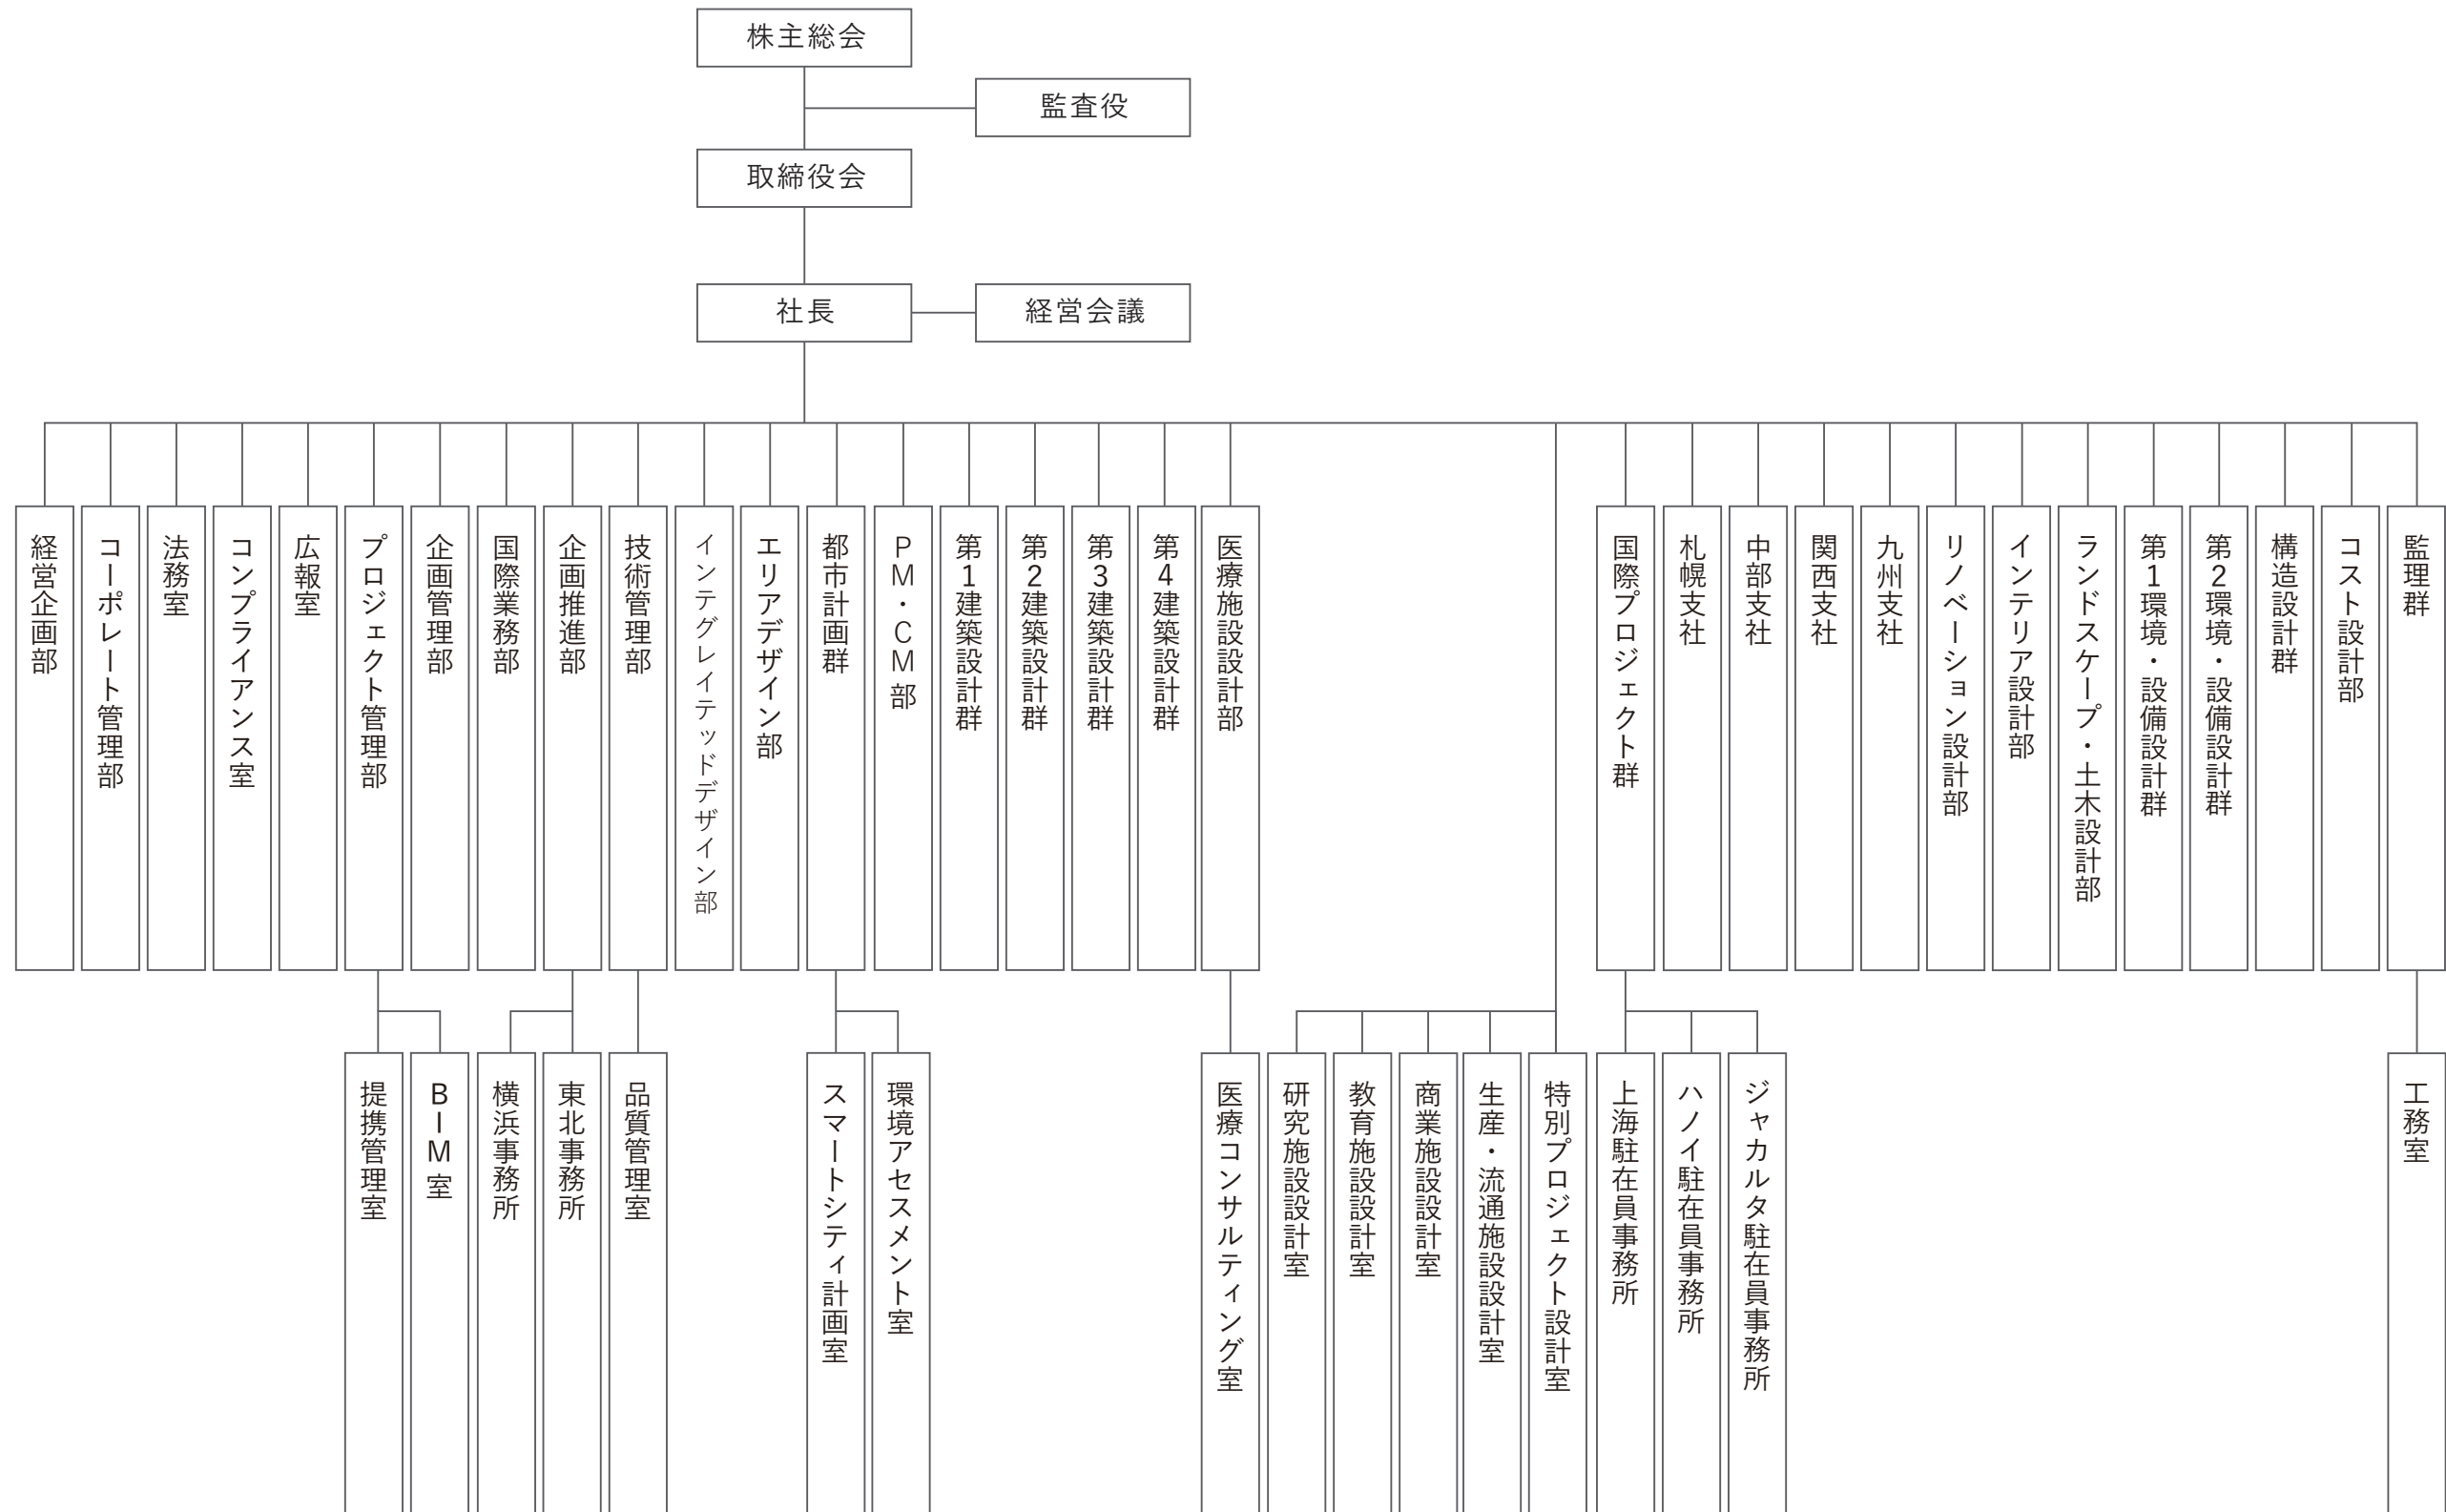 株主総会
監査役
取締役会
社長
経営会議
経営企画部
コーポレート管理部
法務室
コンプライアンス室
広報室
プロジェクト管理部
企画管理部
国際業務部
企画推進部
技術管理部
インテグレイテッドデザイン部
エリアデザイン部
都市計画群
PM・CM部
第1建築設計群
第2建築設計群
第3建築設計群
第4建築設計群
医療施設設計部
国際プロジェクト群
札幌支社
中部支社
関西支社
九州支社
リノベーション設計部
インテリア設計部
ランドスケープ・土木設計部
第1環境・設備設計群
第2環境・設備設計群
構造設計群
コスト設計部
監理群
提携管理室
BIM室
横浜事務所
東北事務所
品質管理室
スマートシティ計画室
環境アセスメント室
医療コンサルティング室
研究施設設計室
教育施設設計室
商業施設設計室
生産・流通施設設計室
特別プロジェクト設計室
上海駐在員事務所
ハノイ駐在員事務所
ジャカルタ駐在員事務所
工務室